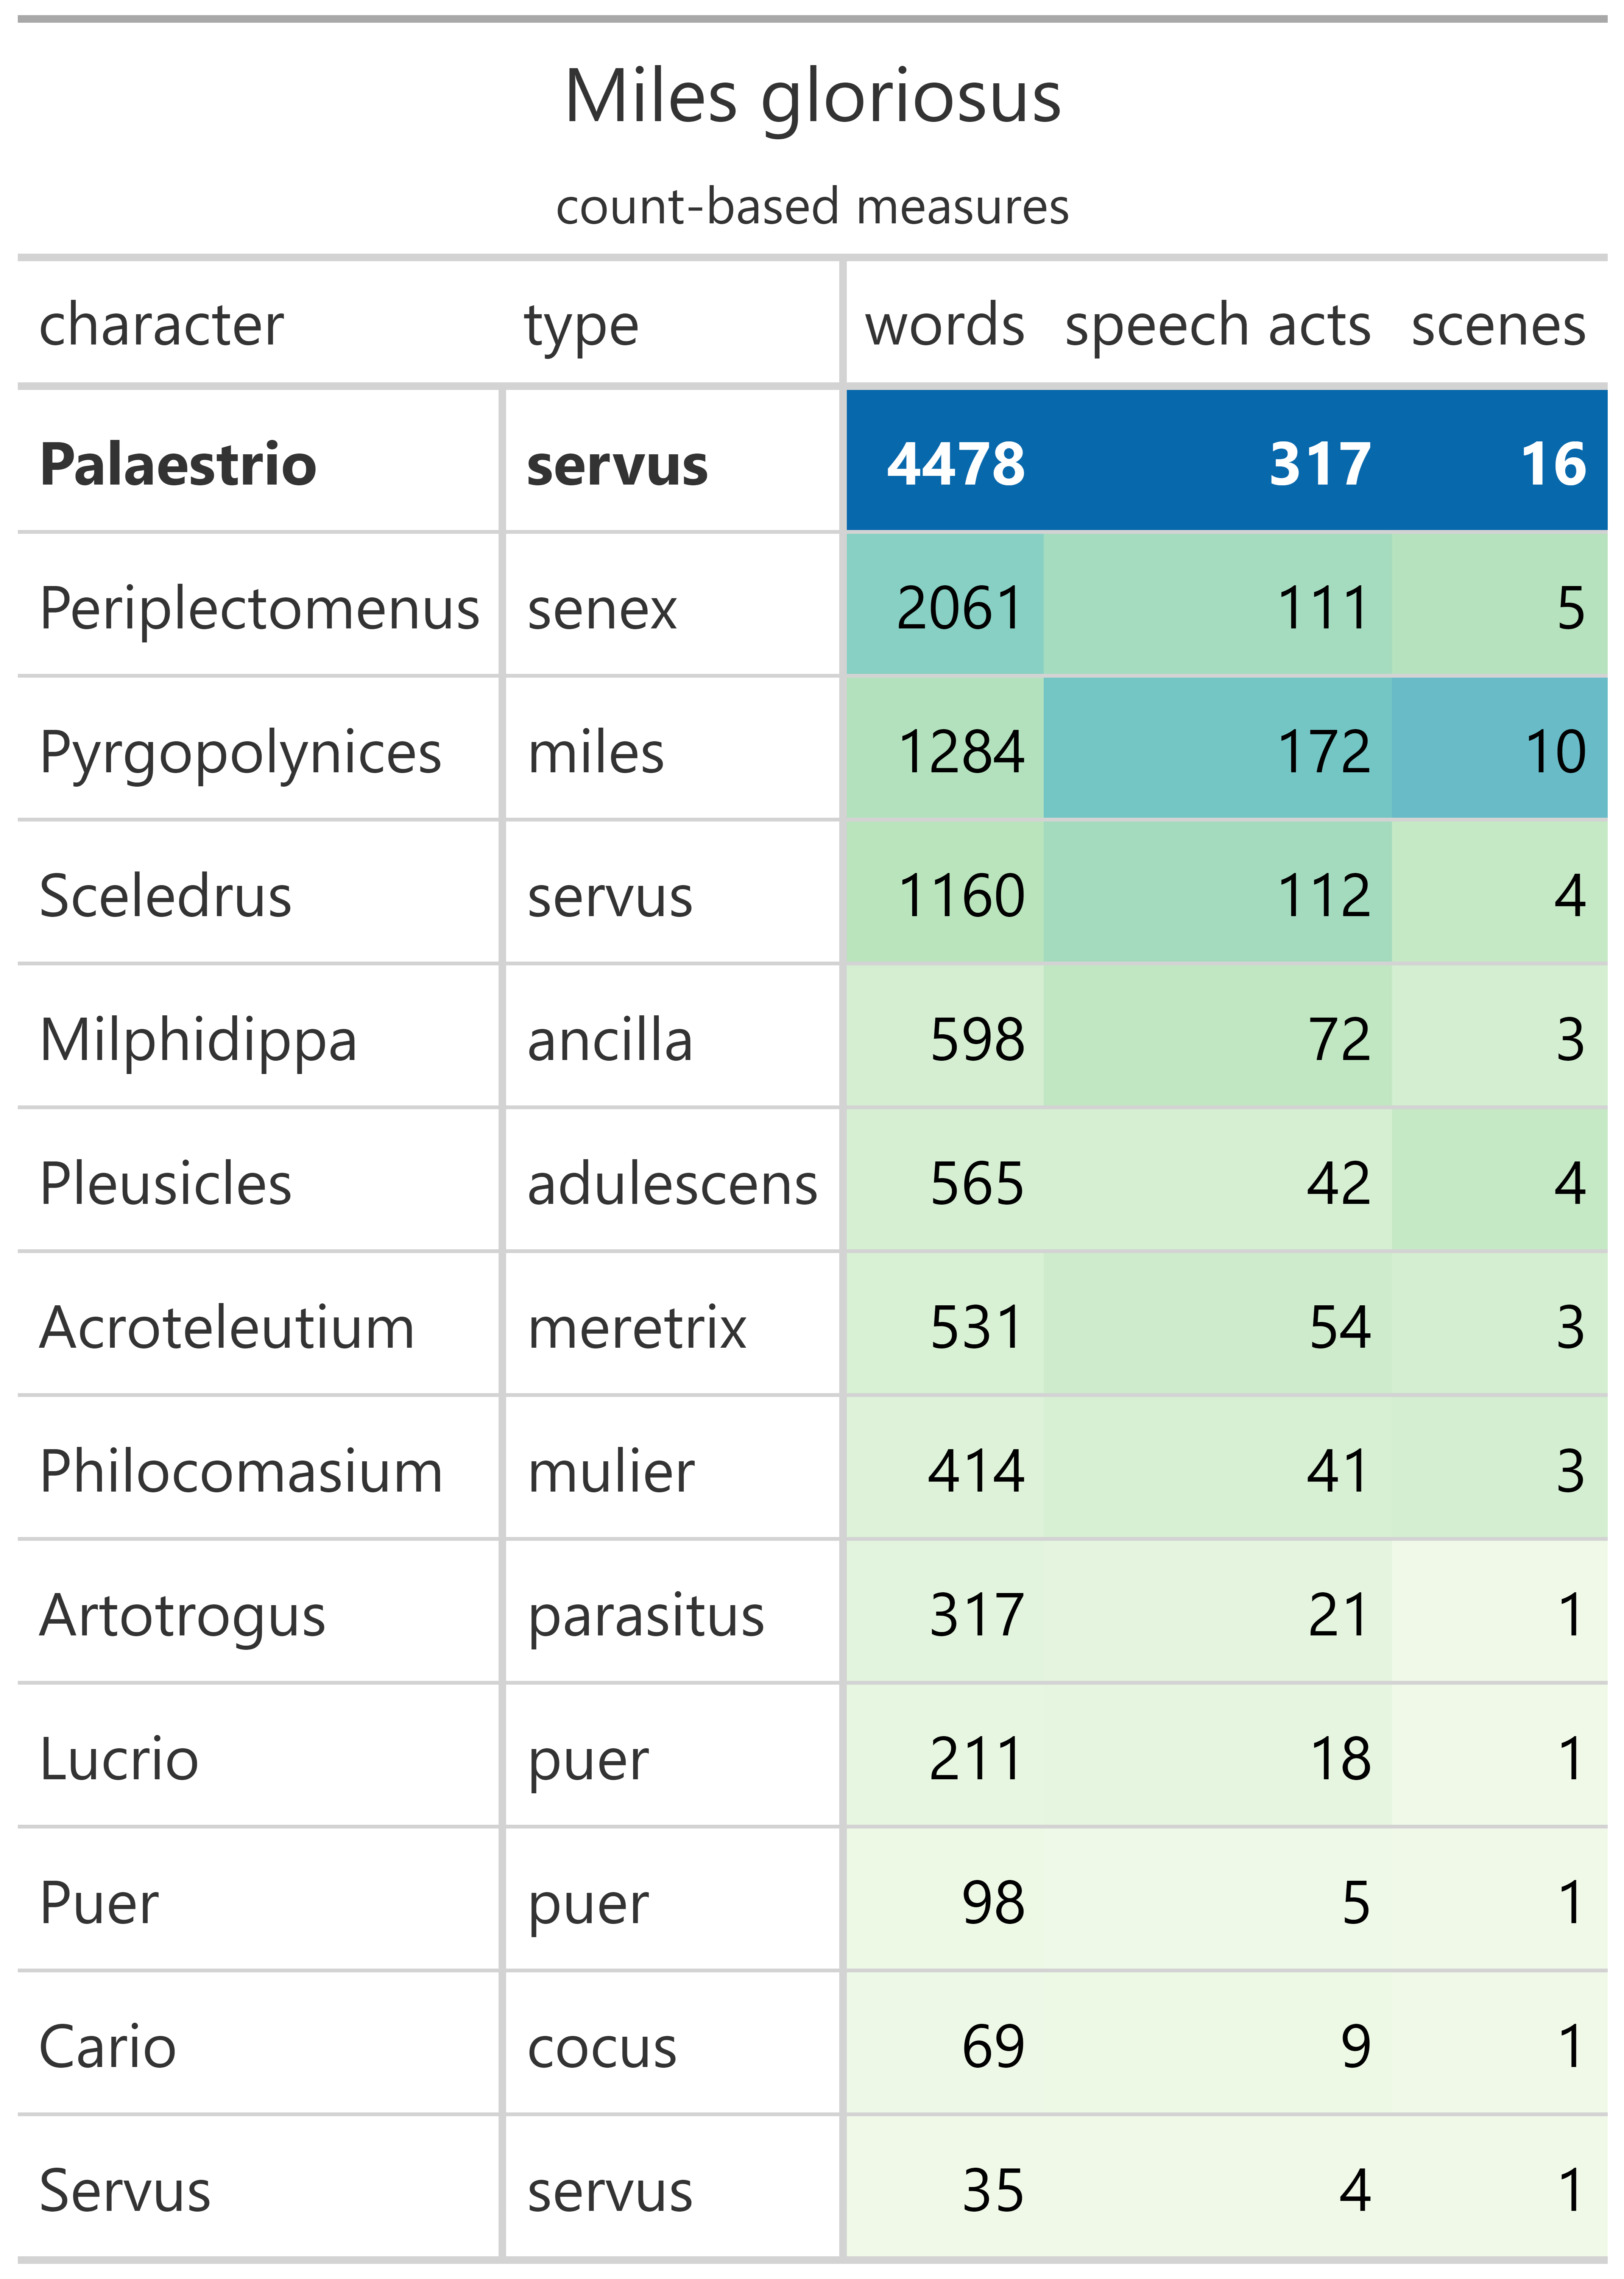 Miles gloriosus
count-based measures
character type words speech acts scenes
Palaestrio servus 4478 317 16
Periplectomenus senex 2061 111 5
Pyrgopolynices miles 1284 172 10
Sceledrus servus 1160 112 4
Milphidippa ancilla 598 72 3
Pleusicles adulescens 565 42 4
Acroteleutium meretrix 531 54 3
Philocomasium mulier 414 41 3
Artotrogus parasitus 317 21 1
Lucrio puer 211 18 1
Puer puer 98 5 1
Cario cocus 69 9 1
Servus servus 35 4 1